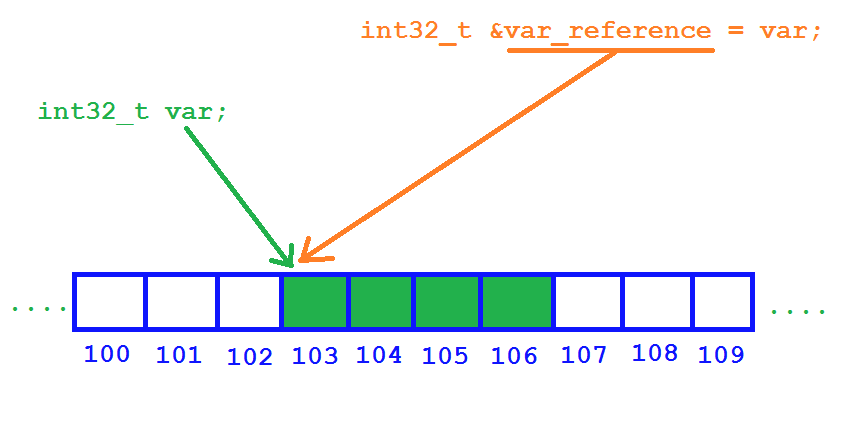 int32_t &var_reference = var;
int32_t var;
.... ....
100 101 102 103 104 105 106 107 108 109